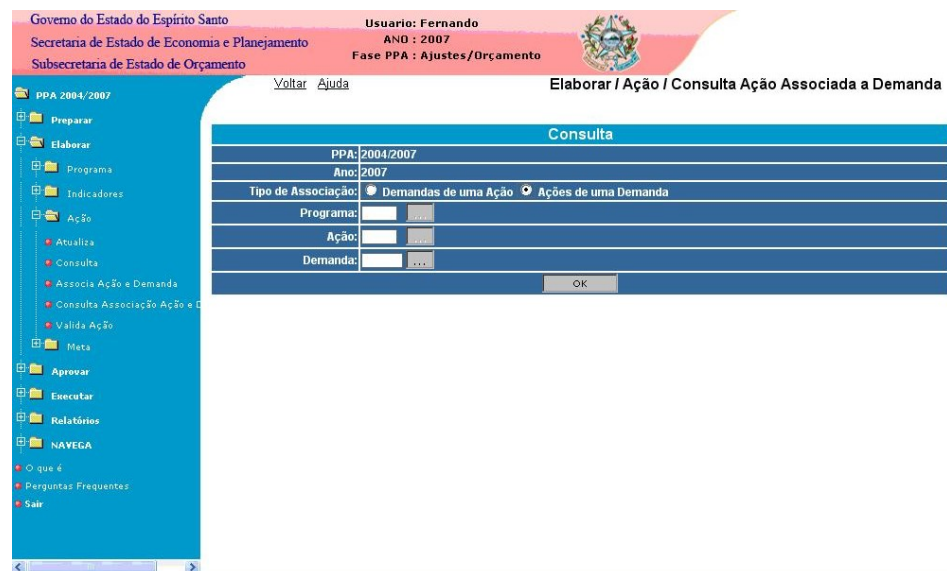 Governo do Estado do Espírito Santo
Secretaria de Estado de Economia e Planejamento
Subsecretaria de Estado de Orçamento
Usuario: Fernando
ANO : 2007
Fase PPA : Ajustes/Orçamento
Voltar Ajuda
Elaborar / Ação / Consulta Ação Associada a Demanda
PPA 2004/2007
Preparar
Elaborar
Programa
Indicadores
Ação
Atualiza
Consulta
Associa Ação e Demanda
Consulta Associação Ação e D
Valida Ação
Meta
Aprovar
Executar
Relatórios
NAVEGA
O que é
Perguntas Frequentes
Sair
Consulta
PPA: 2004/2007
Ano: 2007
Tipo de Associação: Demandas de uma Ação Ações de uma Demanda
Programa: ...
Ação: ...
Demanda: ...
OK